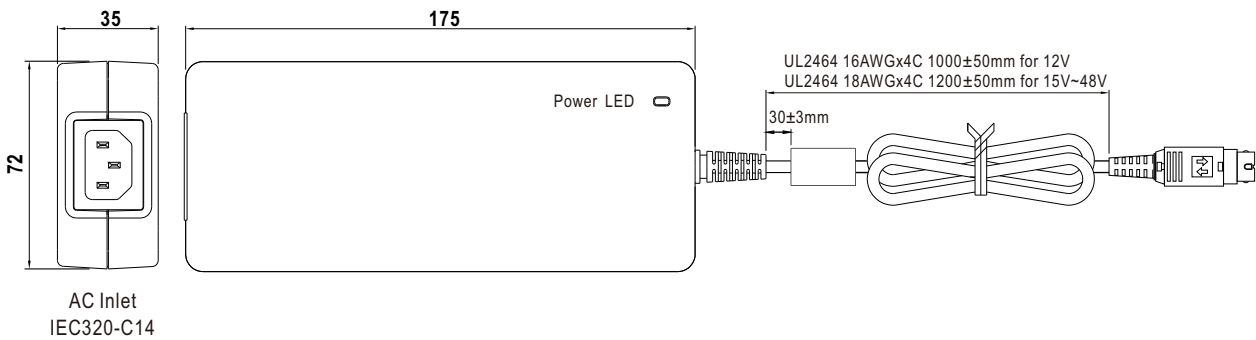 35
175
UL2464 16AWGx4C 1000±50mm for 12V
UL2464 18AWGx4C 1200±50mm for 15V~48V
Power LED
30±3mm
72
AC Inlet
IEC320-C14